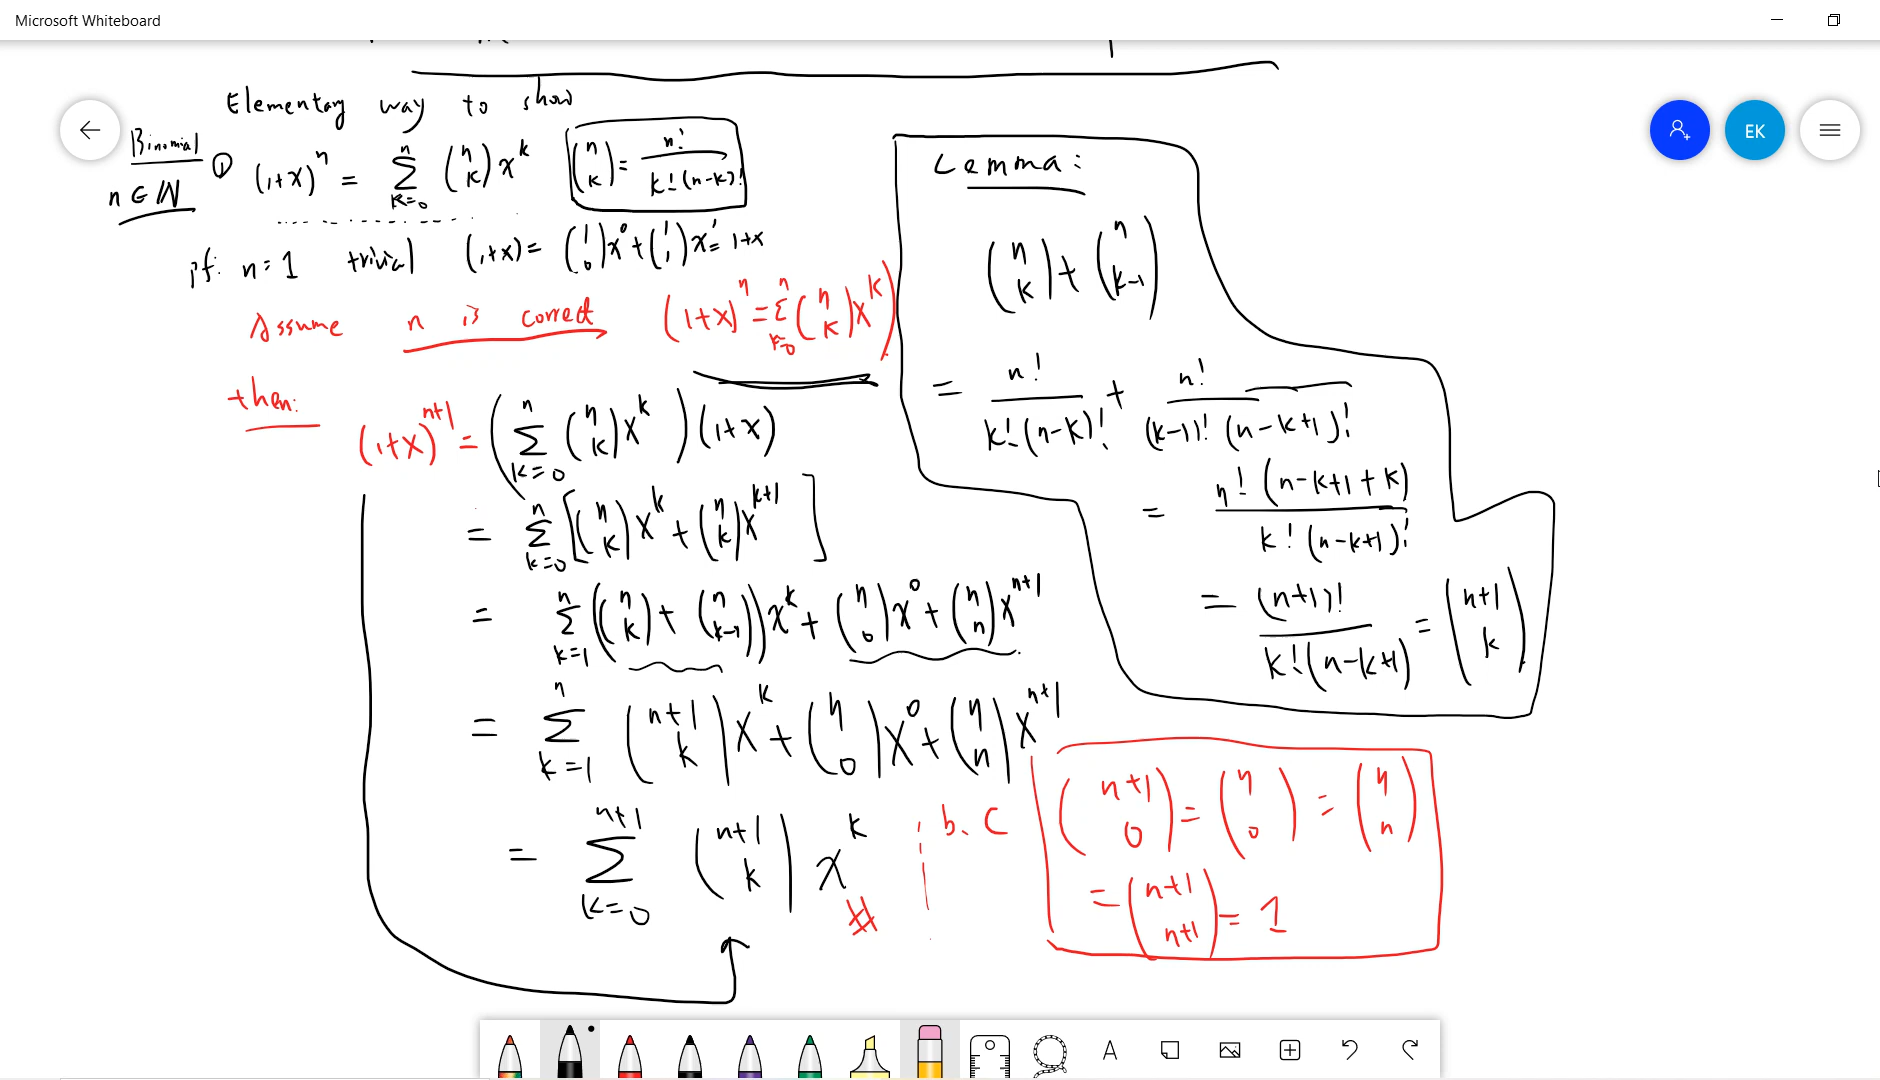 Microsoft Whiteboard
Elementary way to show
Binomial
n ∈ ℕ
① (1+x)^n = Σ_{k=0}^{n} (n k) x^k
(n k) = n! / k!(n-k)!
pf: n=1 trivial (1+x) = (1 0)x^0 + (1 1)x^1 = 1+x
Assume n is correct (1+x)^n = Σ_{k=0}^{n} (n k) x^k
then:
(1+x)^{n+1} = (Σ_{k=0}^{n} (n k) x^k)(1+x)
= Σ_{k=0}^{n} [(n k) x^k + (n k) x^{k+1}]
= Σ_{k=1}^{n} ((n k) + (n k-1)) x^k + (n 0) x^0 + (n n) x^{n+1}
= Σ_{k=1}^{n} (n+1 k) x^k + (n 0) x^0 + (n n) x^{n+1}
= Σ_{k=0}^{n+1} (n+1 k) x^k #
b.c
(n+1 0) = (n 0) = (n n)
= (n+1 n+1) = 1
Lemma:
(n k) + (n k-1)
= n! / k!(n-k)! + n! / (k-1)!(n-k+1)!
= n!(n-k+1+k) / k!(n-k+1)!
= (n+1)! / k!(n-k+1) = (n+1 k)
EK
A